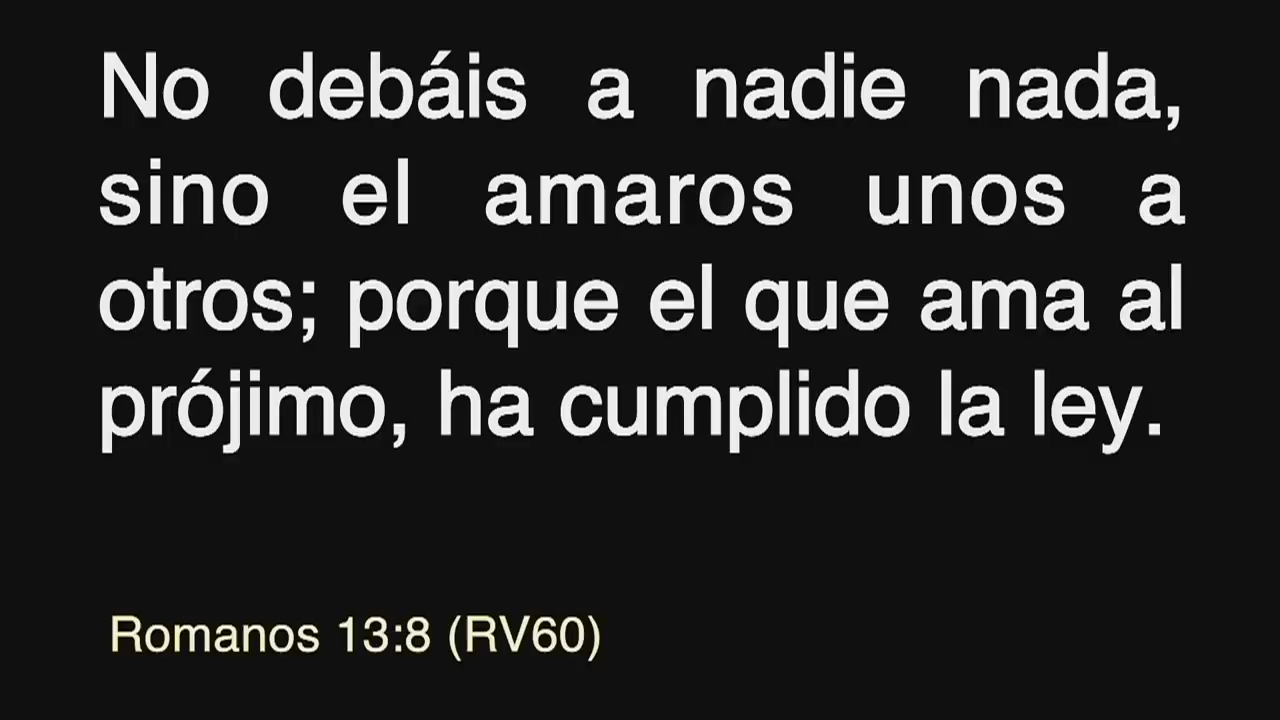 No debáis a nadie nada,
sino el amaros unos a
otros; porque el que ama al
prójimo, ha cumplido la ley.
Romanos 13:8 (RV60)